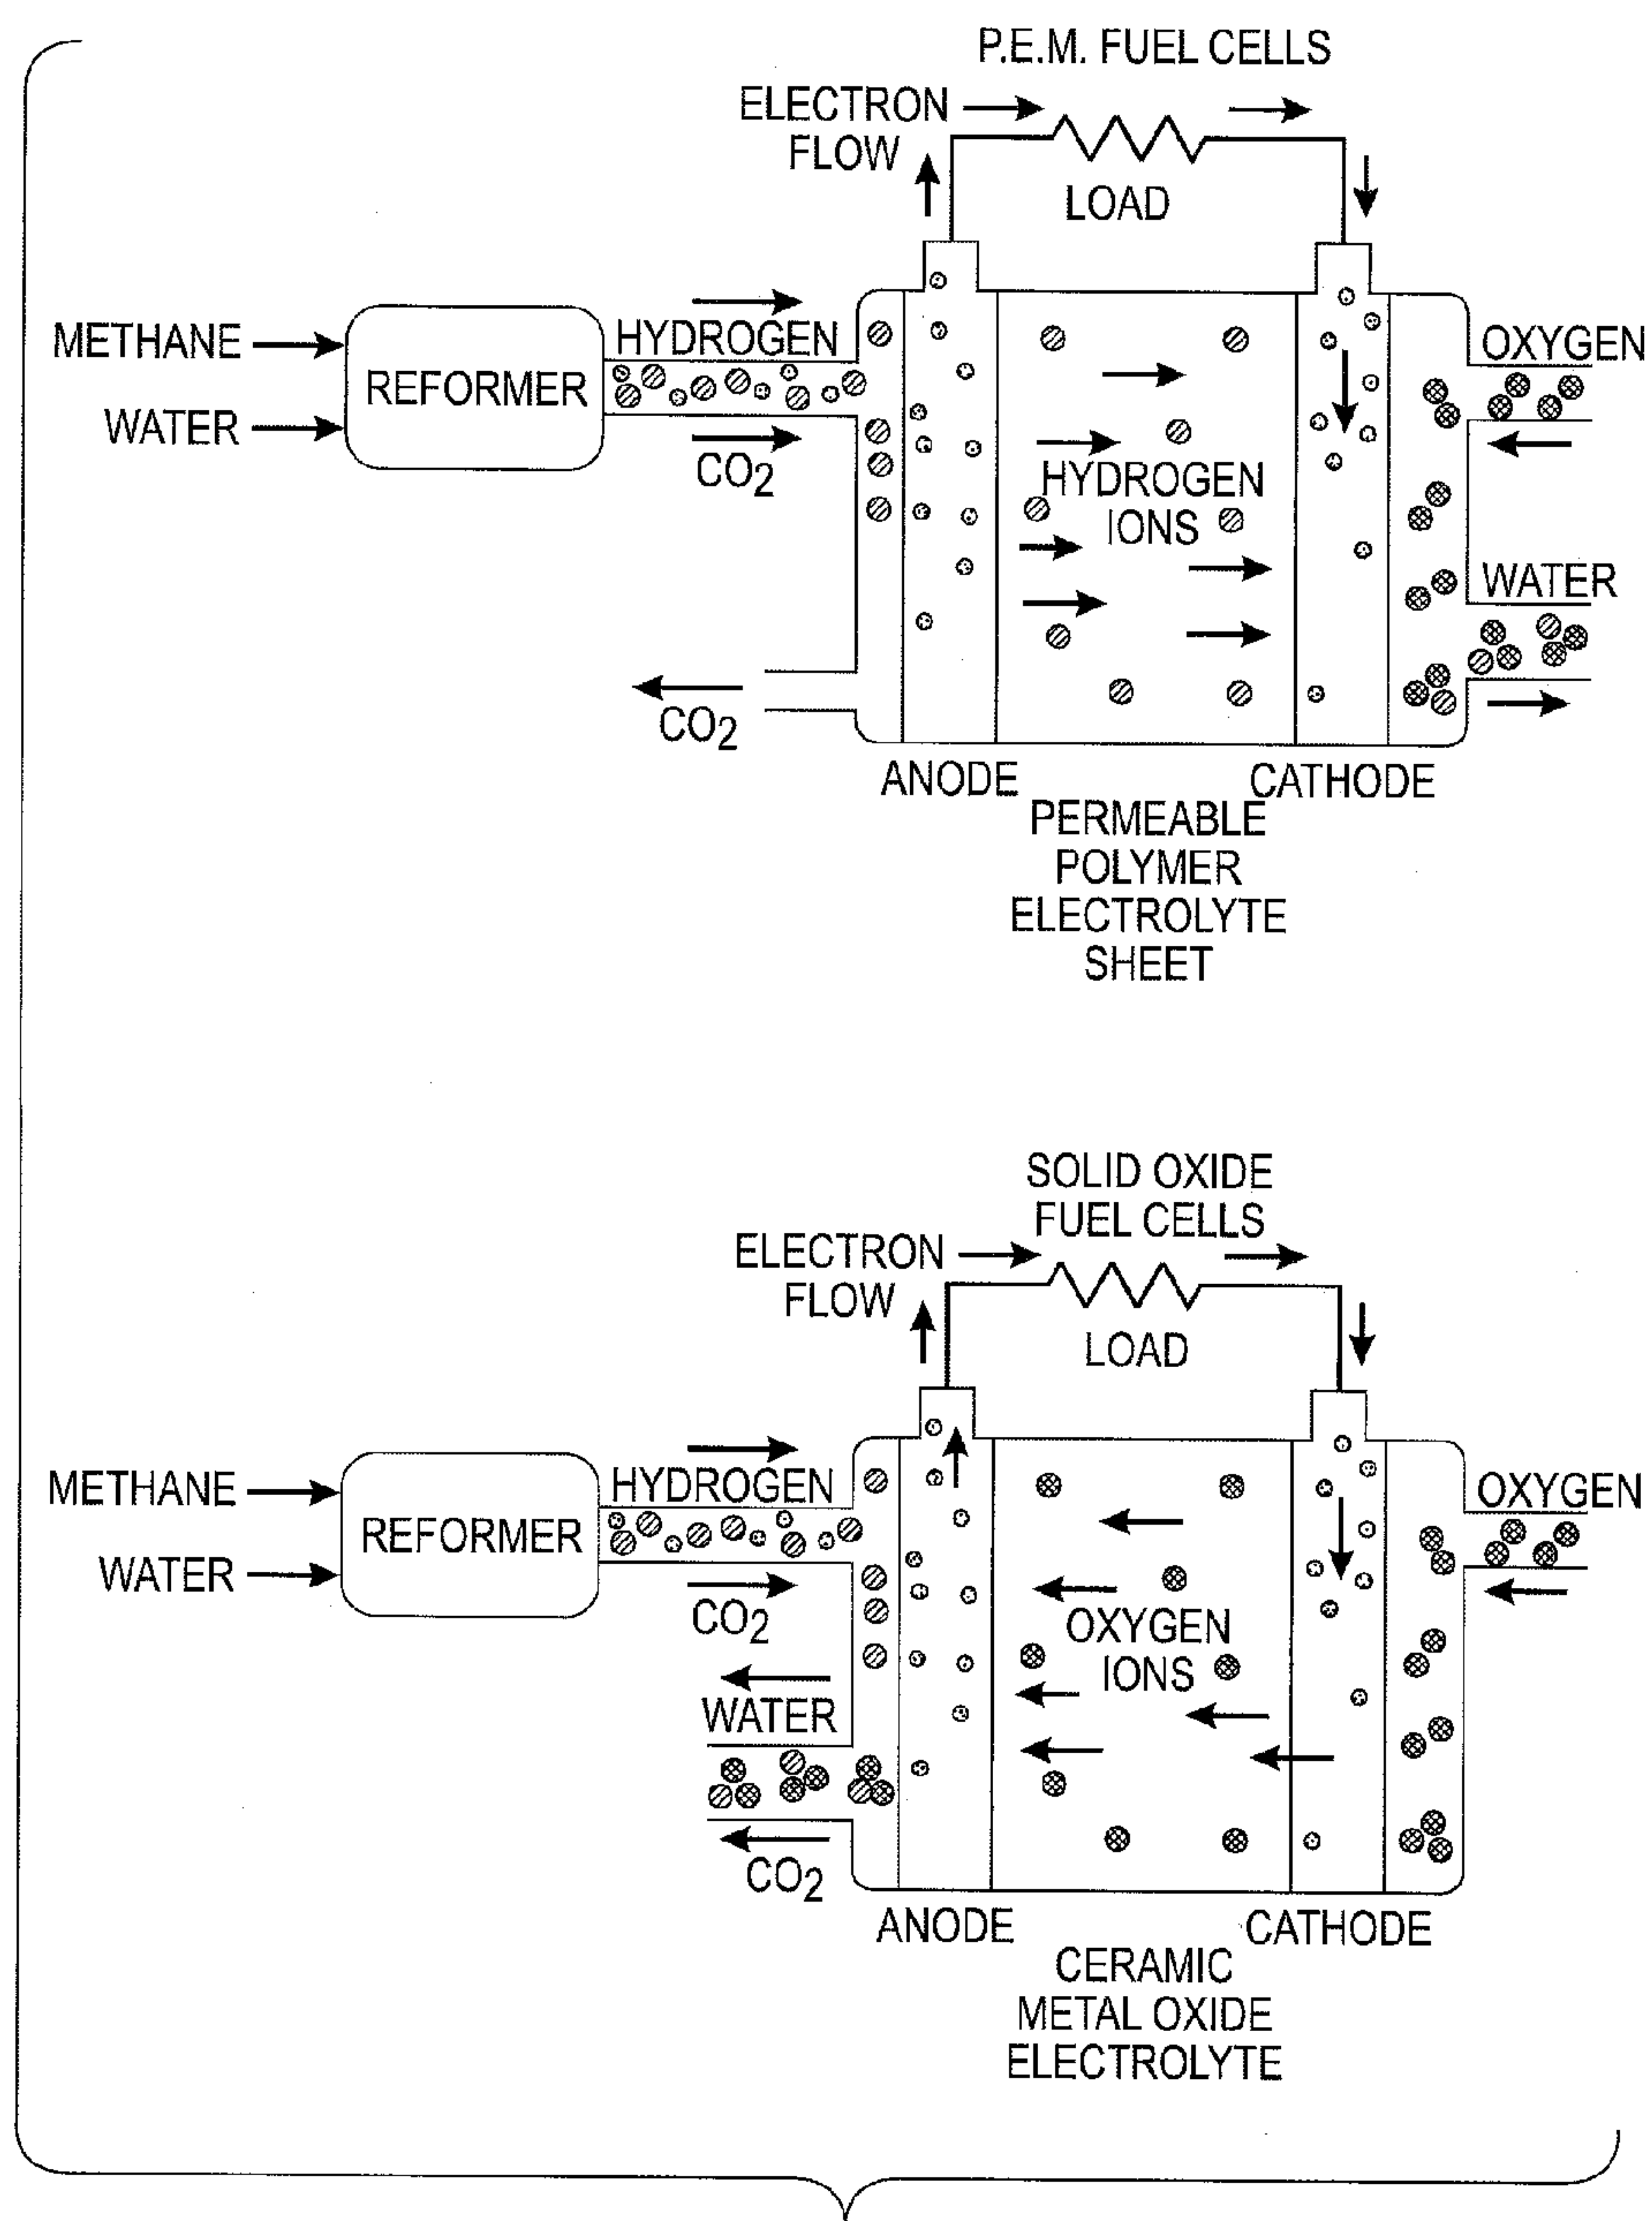 P.E.M. FUEL CELLS
ELECTRON
FLOW
LOAD
METHANE
WATER
REFORMER
HYDROGEN
CO2
OXYGEN
HYDROGEN
IONS
WATER
CO2
ANODE
CATHODE
PERMEABLE
POLYMER
ELECTROLYTE
SHEET
SOLID OXIDE
FUEL CELLS
ELECTRON
FLOW
LOAD
METHANE
WATER
REFORMER
HYDROGEN
CO2
OXYGEN
OXYGEN
IONS
WATER
CO2
ANODE
CATHODE
CERAMIC
METAL OXIDE
ELECTROLYTE